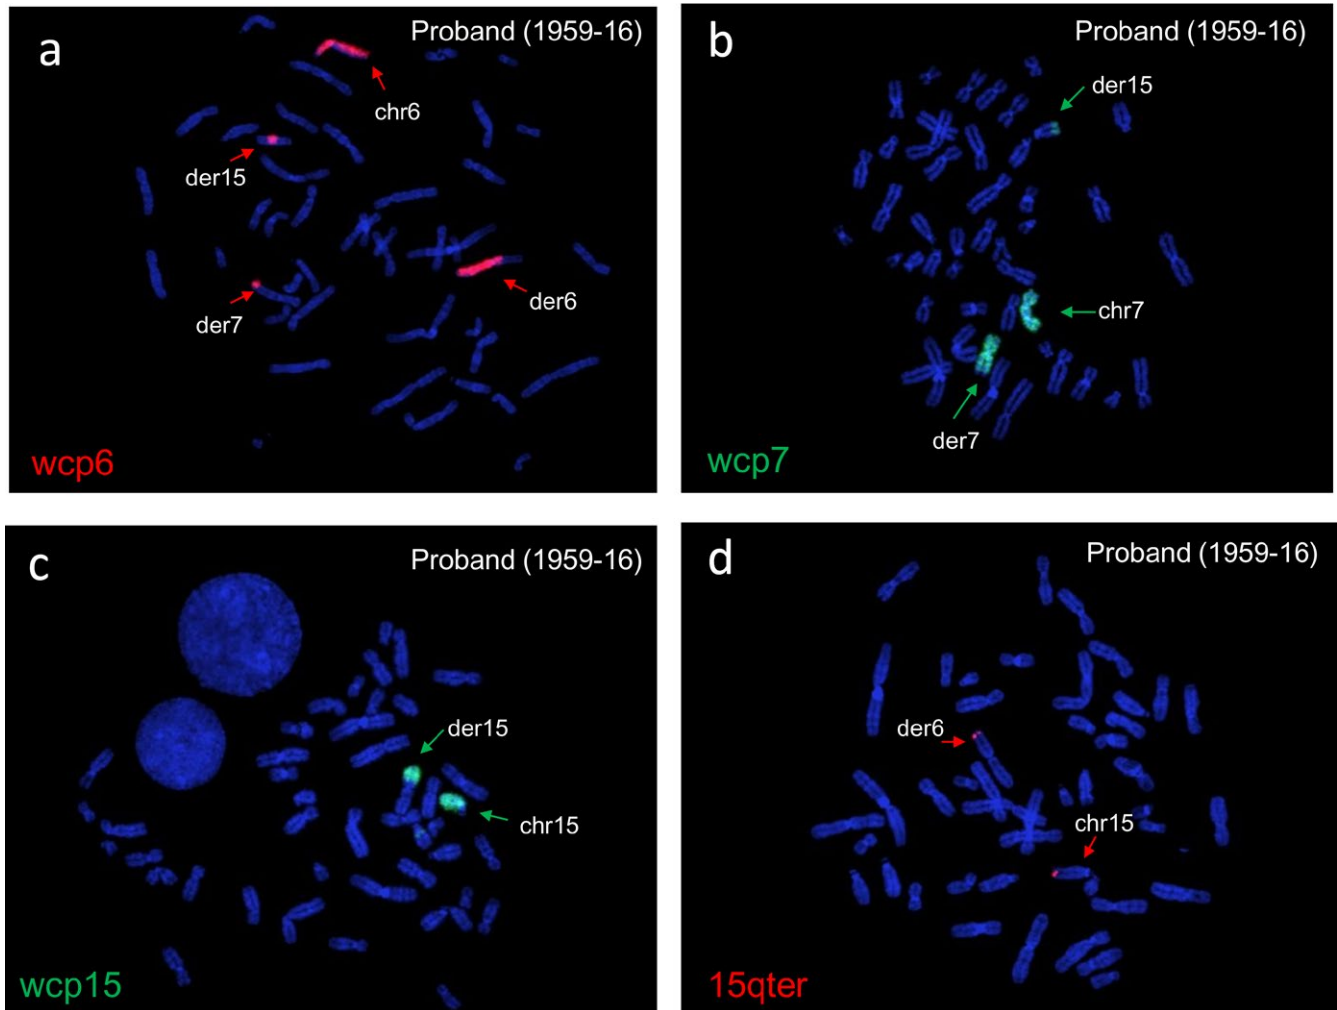 a
Proband (1959-16)
chr6
der15
der6
der7
wcp6
b
Proband (1959-16)
der15
chr7
der7
wcp7
c
Proband (1959-16)
der15
chr15
wcp15
d
Proband (1959-16)
der6
chr15
15qter